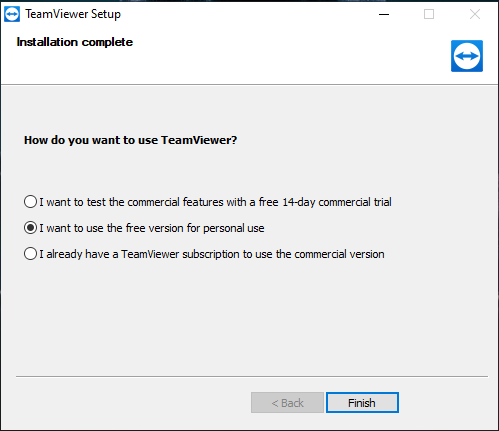 TeamViewer Setup
Installation complete
How do you want to use TeamViewer?
I want to test the commercial features with a free 14-day commercial trial
I want to use the free version for personal use
I already have a TeamViewer subscription to use the commercial version
< Back
Finish